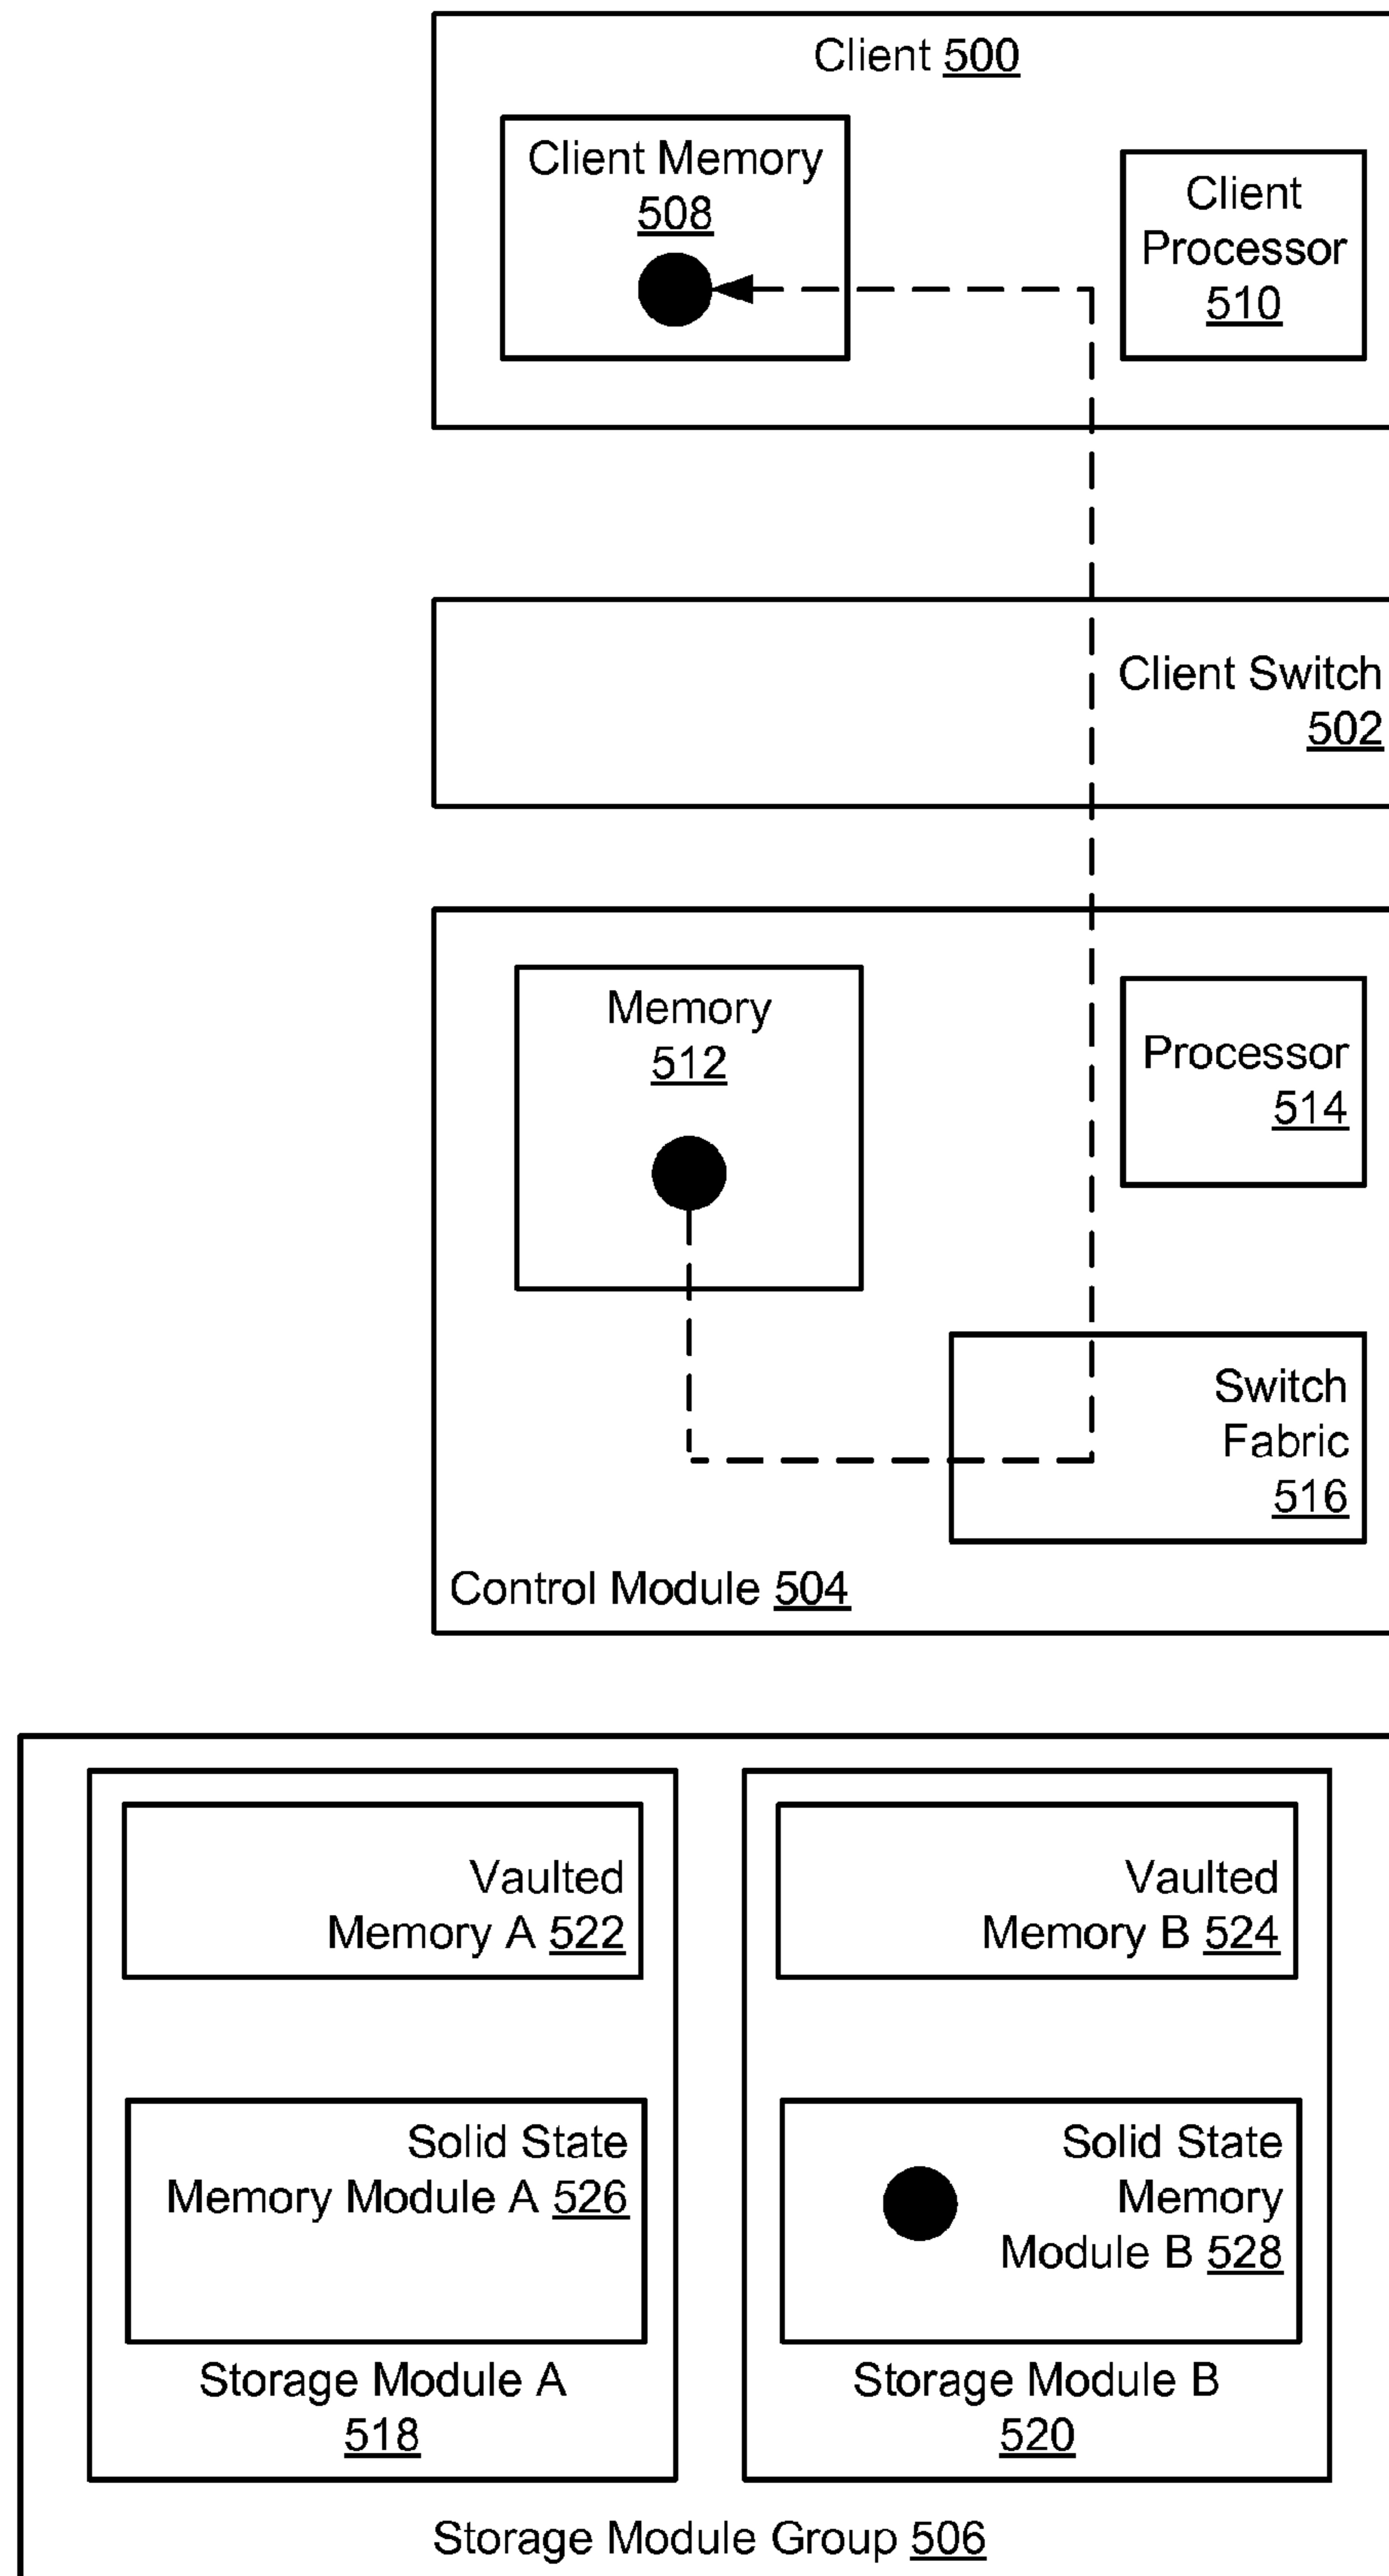 Client 500
Client Memory
508
Client
Processor
510
Client Switch
502
Memory
512
Processor
514
Switch
Fabric
516
Control Module 504
Vaulted
Memory A 522
Vaulted
Memory B 524
Solid State
Memory Module A 526
Solid State
Memory
Module B 528
Storage Module A
518
Storage Module B
520
Storage Module Group 506